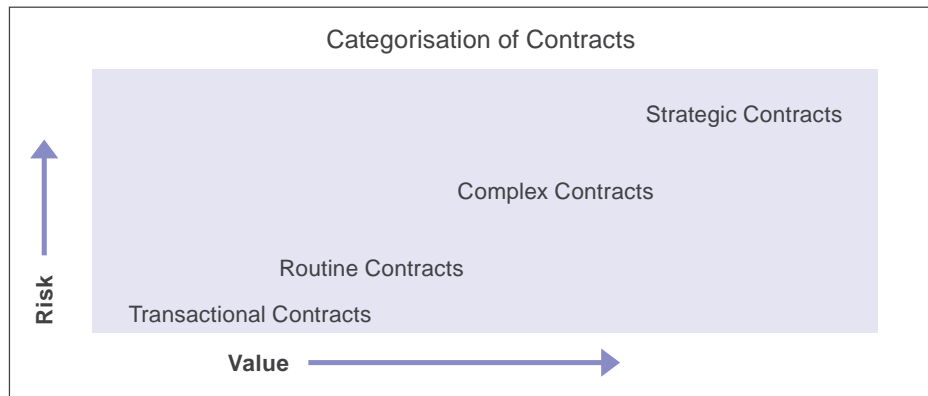 Categorisation of Contracts
Strategic Contracts
Complex Contracts
Routine Contracts
Transactional Contracts
Risk
Value